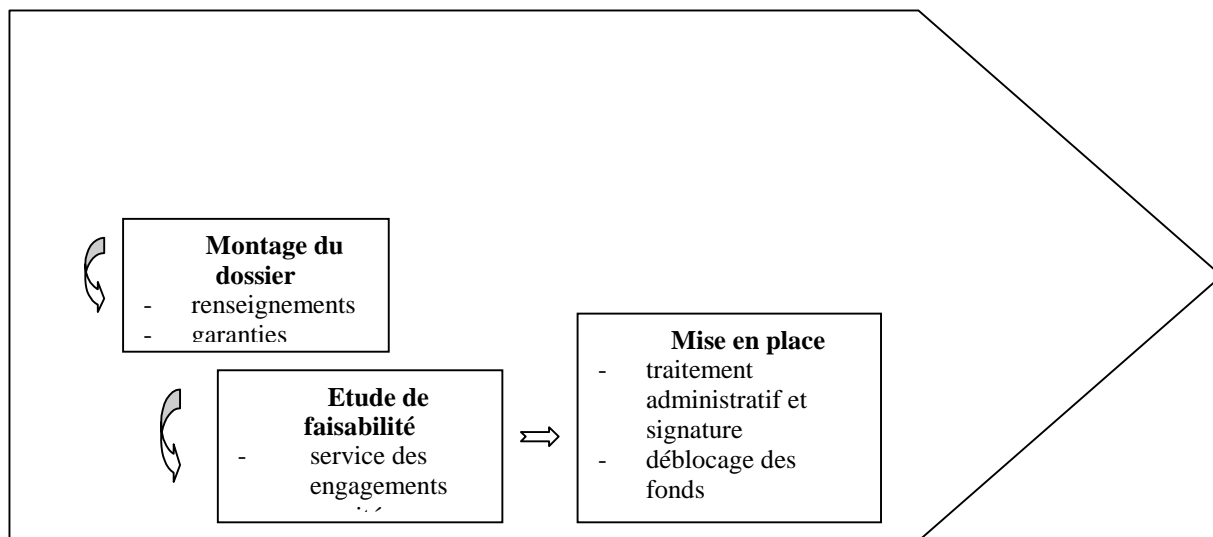 Montage du
dossier
- renseignements
- garanties
Etude de
faisabilité
- service des
engagements
Mise en place
- traitement
administratif et
signature
- déblocage des
fonds